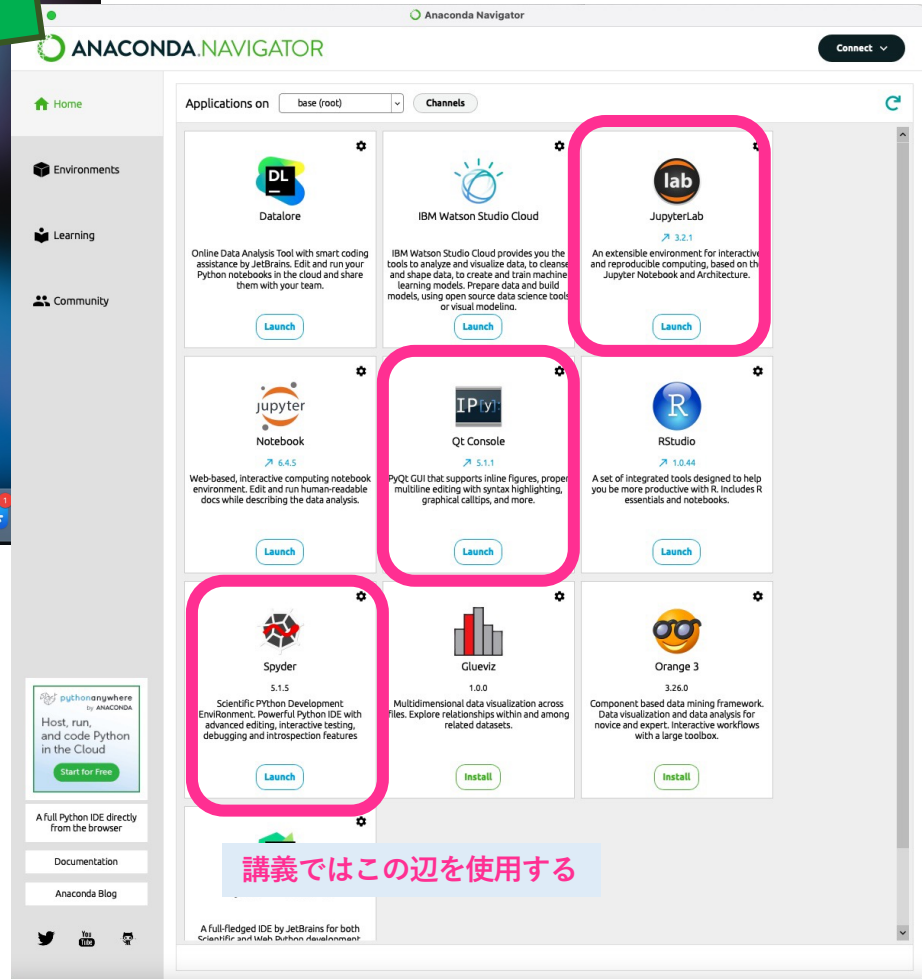 Anaconda Navigator
ANACONDA.NAVIGATOR
Connect
Home
Environments
Learning
Community
Applications on
base (root)
Channels
DL
Datalore
Online Data Analysis Tool with smart coding
assistance by JetBrains. Edit and run your
Python notebooks in the cloud and share
them with your team.
Launch
IBM Watson Studio Cloud
IBM Watson Studio Cloud provides you the
tools to analyze and visualize data, to cleanse
and shape data, to create and train machine
learning models. Prepare data and build
models, using open source data science tools
or visual modeling.
Launch
lab
JupyterLab
3.2.1
An extensible environment for interactive
and reproducible computing, based on the
Jupyter Notebook and Architecture.
Launch
jupyter
Notebook
6.4.5
Web-based, interactive computing notebook
environment. Edit and run human-readable
docs while describing the data analysis.
Launch
IP[y]:
Qt Console
5.1.1
PyQt GUI that supports inline figures, proper
multiline editing with syntax highlighting,
graphical calltips, and more.
Launch
R
RStudio
1.0.44
A set of integrated tools designed to help
you be more productive with R. Includes R
essentials and notebooks.
Launch
Spyder
5.1.5
Scientific PYthon Development
EnviRonment. Powerful Python IDE with
advanced editing, interactive testing,
debugging and introspection features
Launch
Glueviz
1.0.0
Multidimensional data visualization across
files. Explore relationships within and among
related datasets.
Install
Orange 3
3.26.0
Component based data mining framework.
Data visualization and data analysis for
novice and expert. Interactive workflows
with a large toolbox.
Install
講義ではこの辺を使用する
A full-fledged IDE by JetBrains for both
Scientific and Web Python development.
1
pythonanywhere
by ANACONDA
Host, run,
and code Python
in the Cloud
Start for Free
A full Python IDE directly
from the browser
Documentation
Anaconda Blog
You
Tube